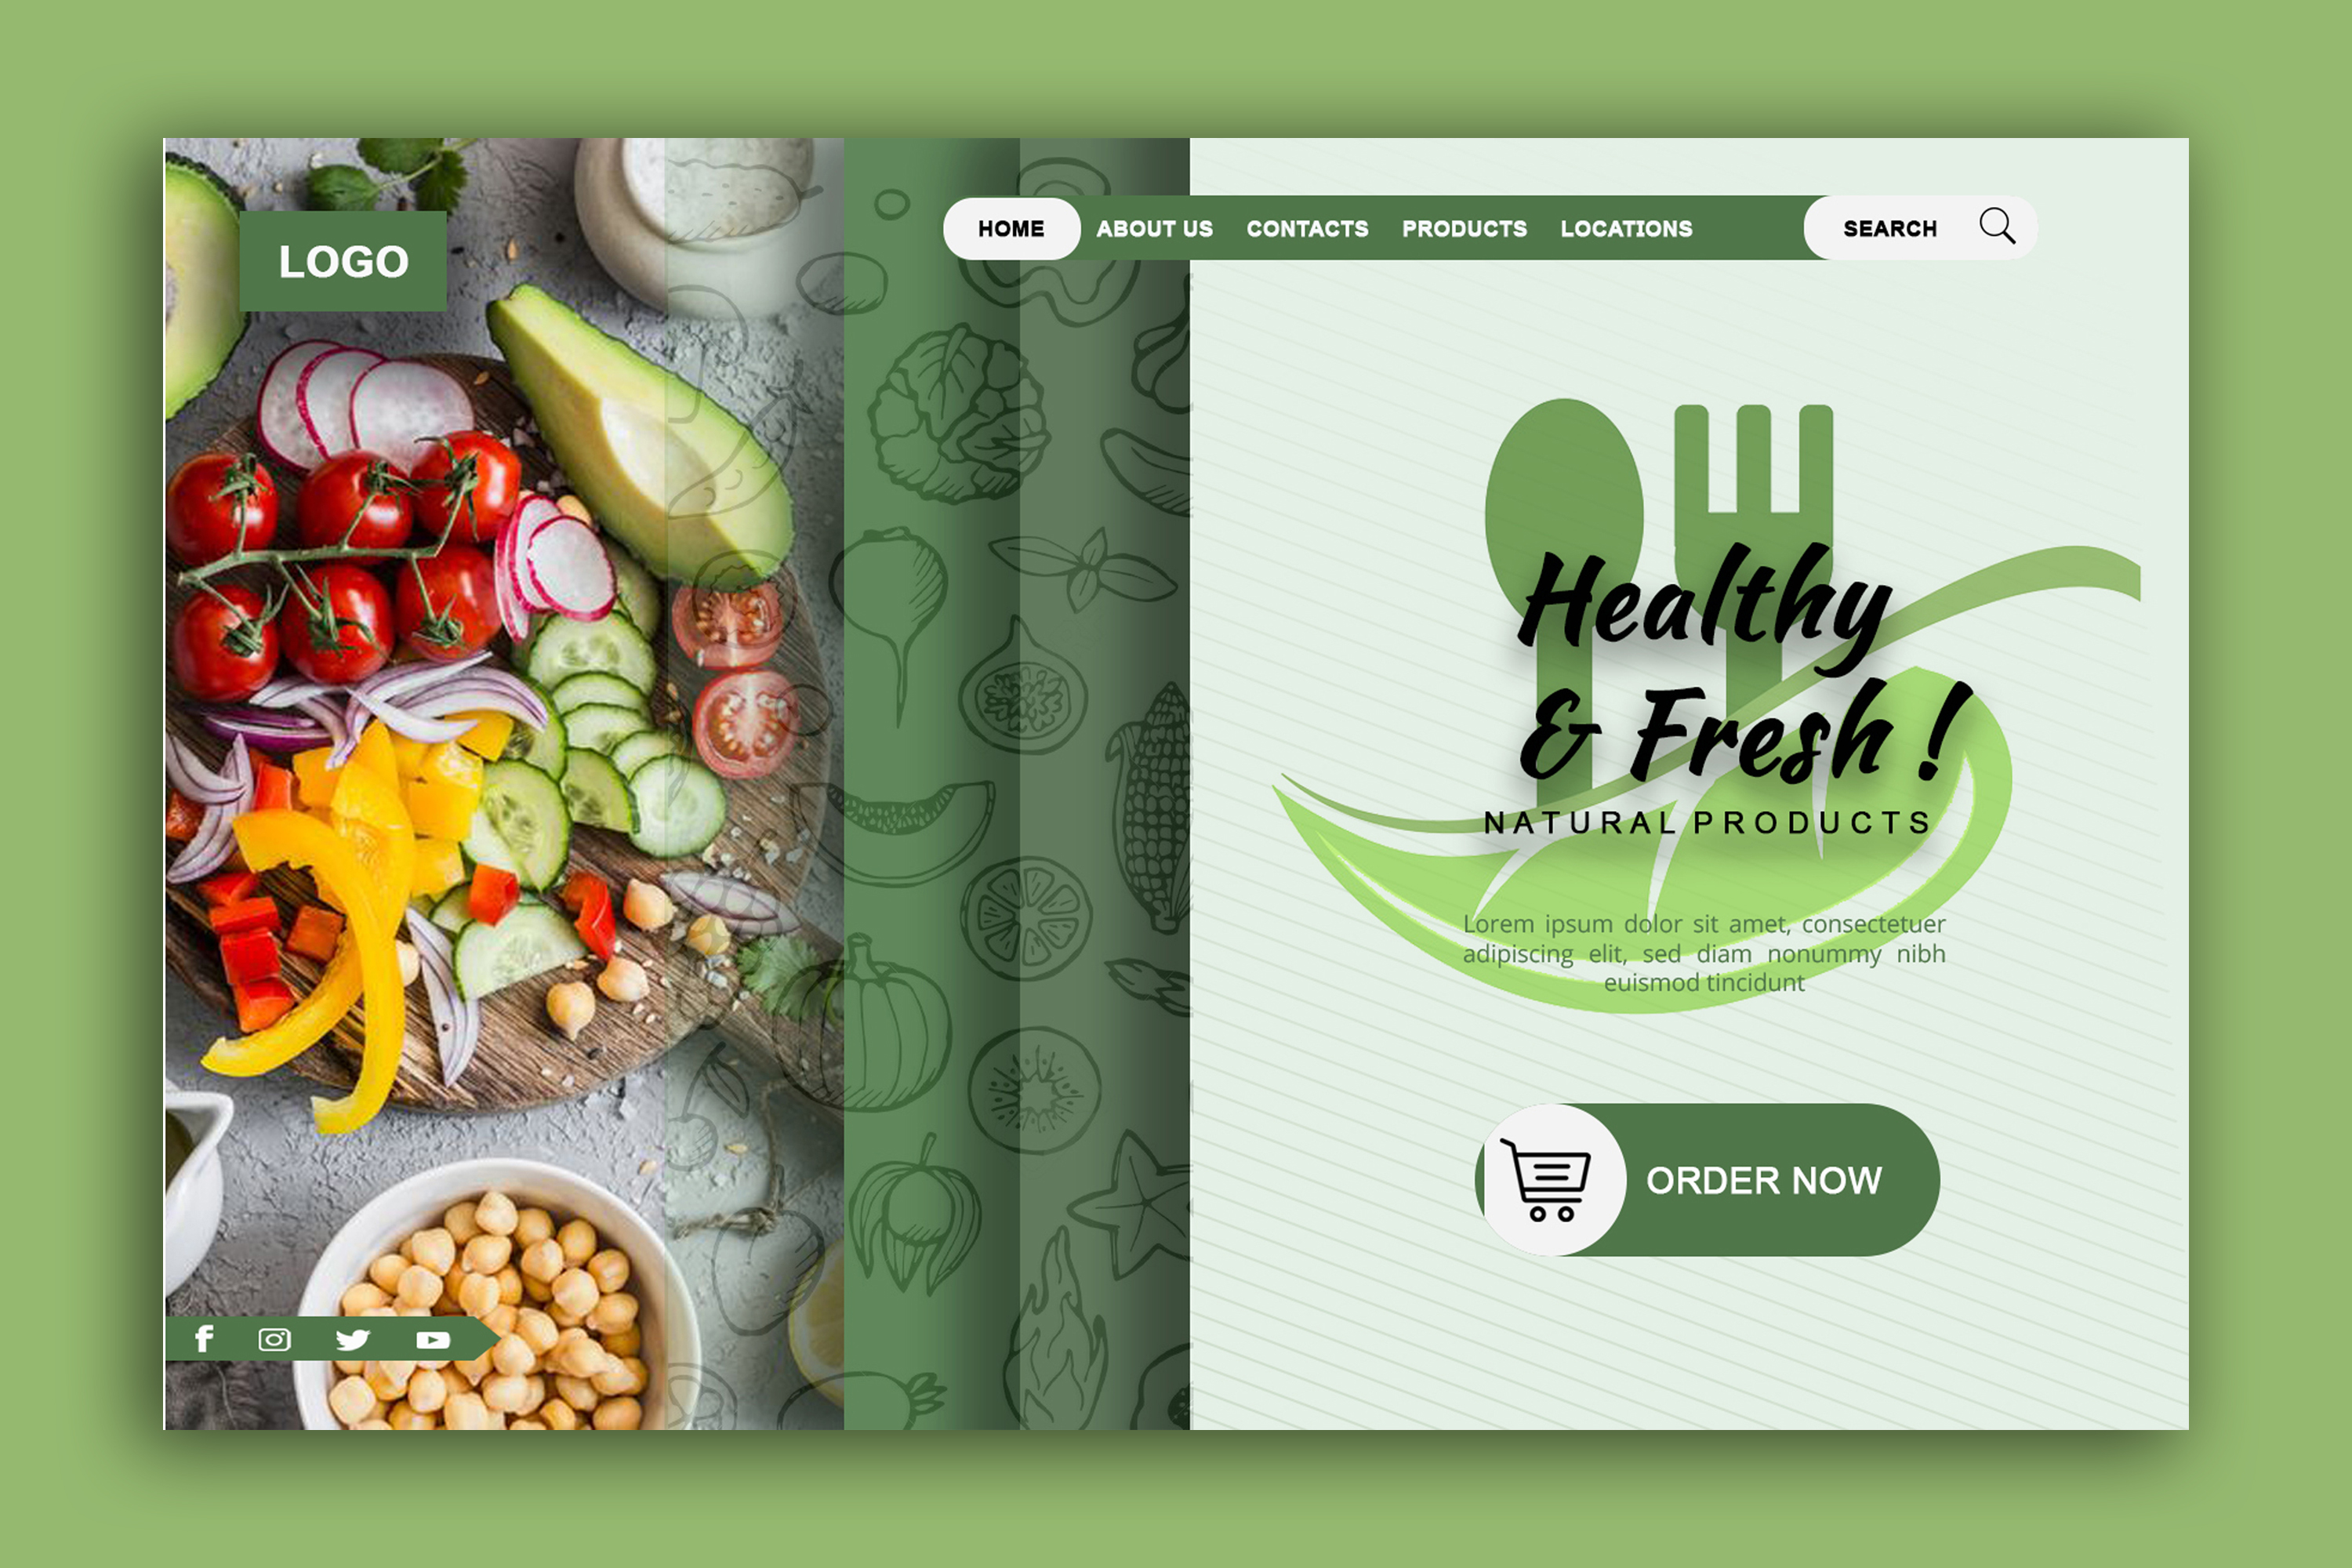 LOGO
HOME ABOUT US CONTACTS PRODUCTS LOCATIONS SEARCH
Healthy
& Fresh !
NATURAL PRODUCTS
Lorem ipsum dolor sit amet, consectetuer
adipiscing elit, sed diam nonummy nibh
euismod tincidunt
ORDER NOW